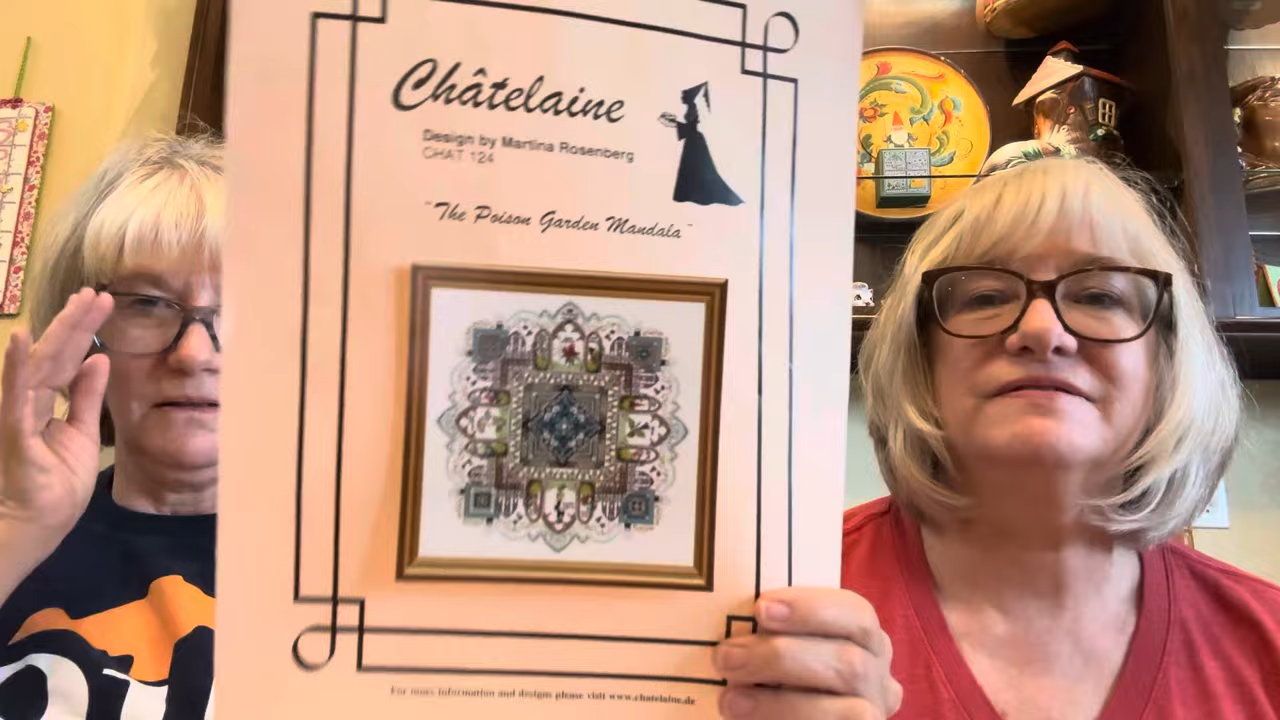 Châtelaine
Design by Martina Rosenberg
CHAT 124
"The Poison Garden Mandala"
For more information and designs please visit www.chatelaine.de